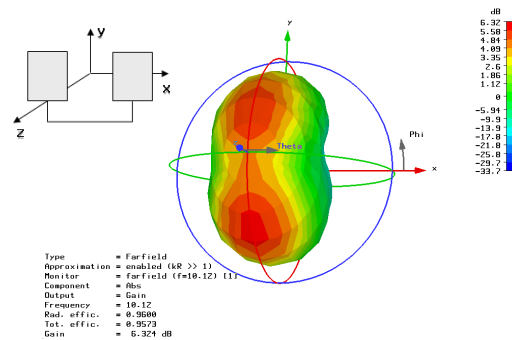 dB
6.32
5.58
4.84
4.09
3.35
2.6
1.86
1.12
0
-5.94
-9.9
-13.9
-17.8
-21.8
-25.8
-29.7
-33.7
y
y
X
Z
Theta
Phi
x
Type = Farfield
Approximation = enabled (kR >> 1)
Monitor = farfield (f=10.12) [1]
Component = Abs
Output = Gain
Frequency = 10.12
Rad. effic. = 0.9600
Tot. effic. = 0.9573
Gain = 6.324 dB